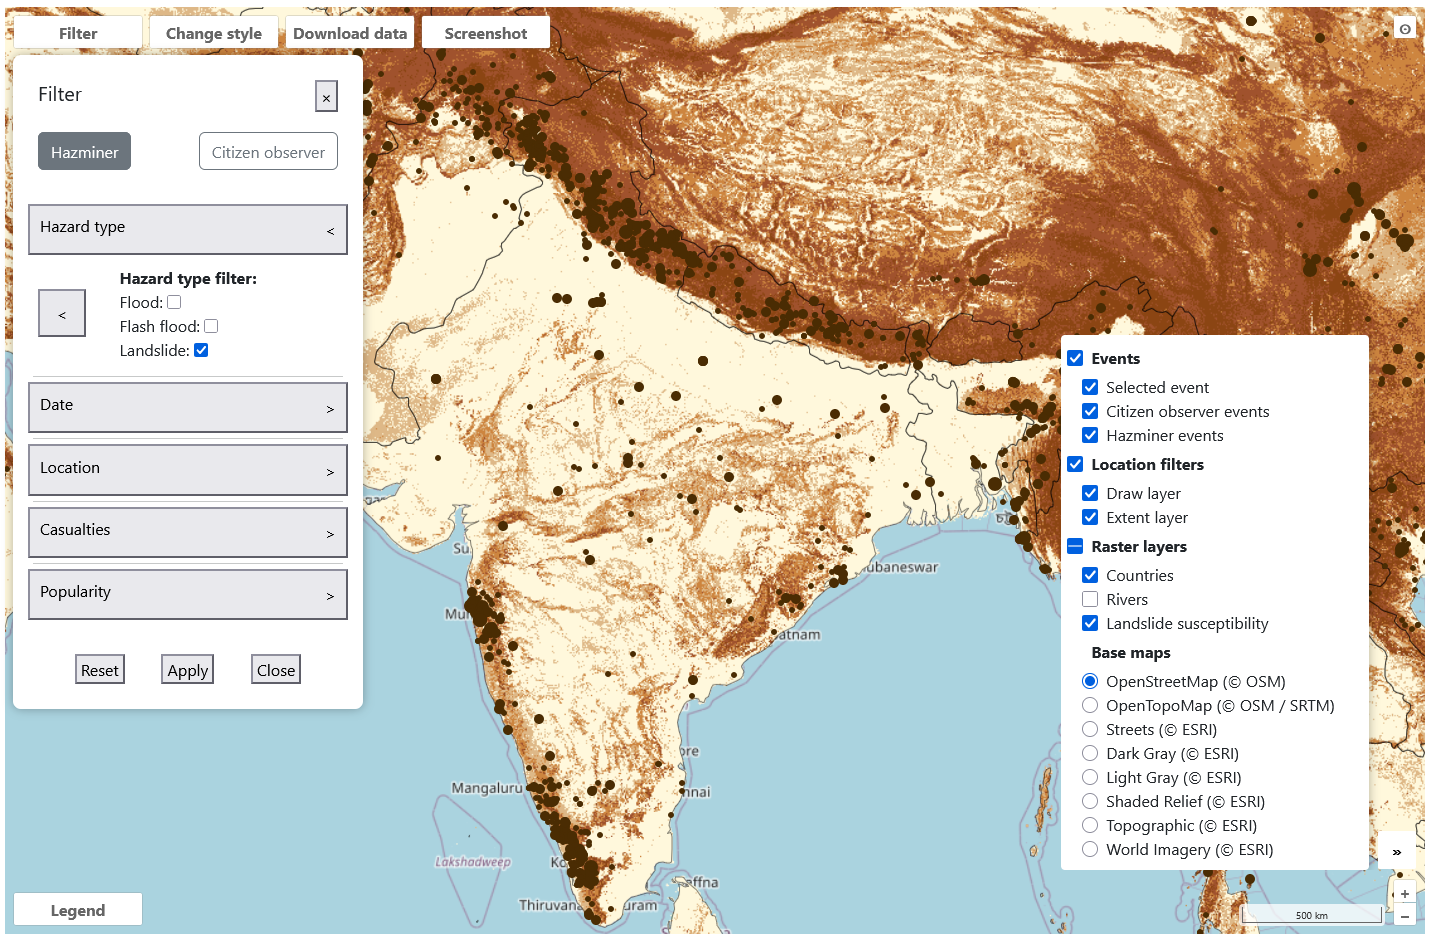 Filter
Change style
Download data
Screenshot
Filter
×
Hazminer
Citizen observer
Hazard type
<
Hazard type filter:
<
Flood:
Flash flood:
Landslide:
Date
>
Location
>
Casualties
>
Popularity
>
Reset
Apply
Close
Events
Selected event
Citizen observer events
Hazminer events
Location filters
Draw layer
Extent layer
Raster layers
Countries
Rivers
Landslide susceptibility
Base maps
OpenStreetMap (© OSM)
OpenTopoMap (© OSM / SRTM)
Streets (© ESRI)
Dark Gray (© ESRI)
Light Gray (© ESRI)
Shaded Relief (© ESRI)
Topographic (© ESRI)
World Imagery (© ESRI)
»
+
−
500 km
Legend
Su
Mu
ubaneswar
atnam
Mangaluru
ore
nnai
Lakshadweep
Ko
affna
Thiruvana
uram